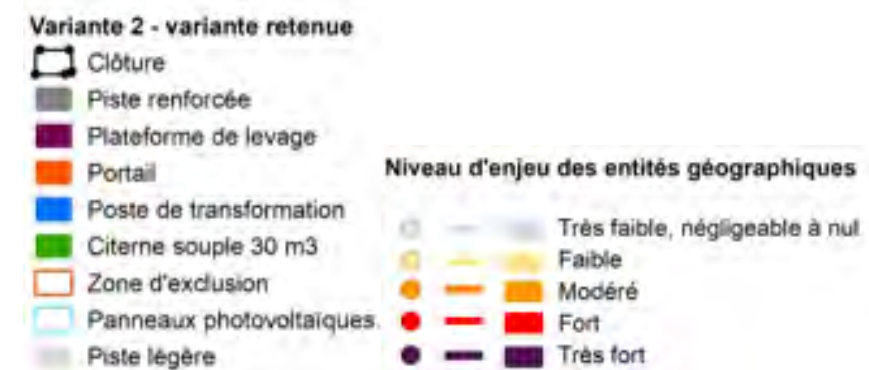 Variante 2 - variante retenue
Clôture
Piste renforcée
Plateforme de levage
Portail
Poste de transformation
Citerne souple 30 m3
Zone d'exclusion
Panneaux photovoltaïques
Piste légère
Niveau d'enjeu des entités géographiques
Très faible, négligeable à nul
Faible
Modéré
Fort
Très fort